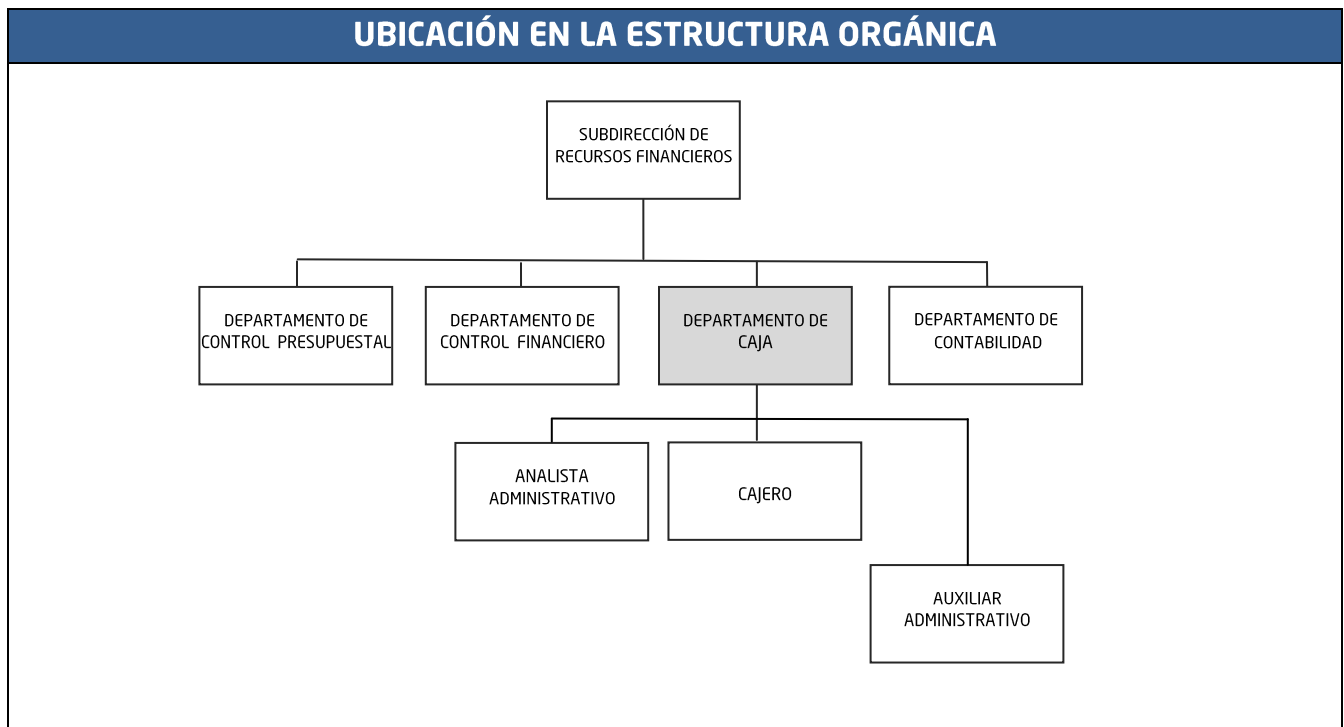 UBICACIÓN EN LA ESTRUCTURA ORGÁNICA
SUBDIRECCIÓN DE
RECURSOS FINANCIEROS
DEPARTAMENTO DE
CONTROL PRESUPUESTAL
DEPARTAMENTO DE
CONTROL FINANCIERO
DEPARTAMENTO DE
CAJA
DEPARTAMENTO DE
CONTABILIDAD
ANALISTA
ADMINISTRATIVO
CAJERO
AUXILIAR
ADMINISTRATIVO